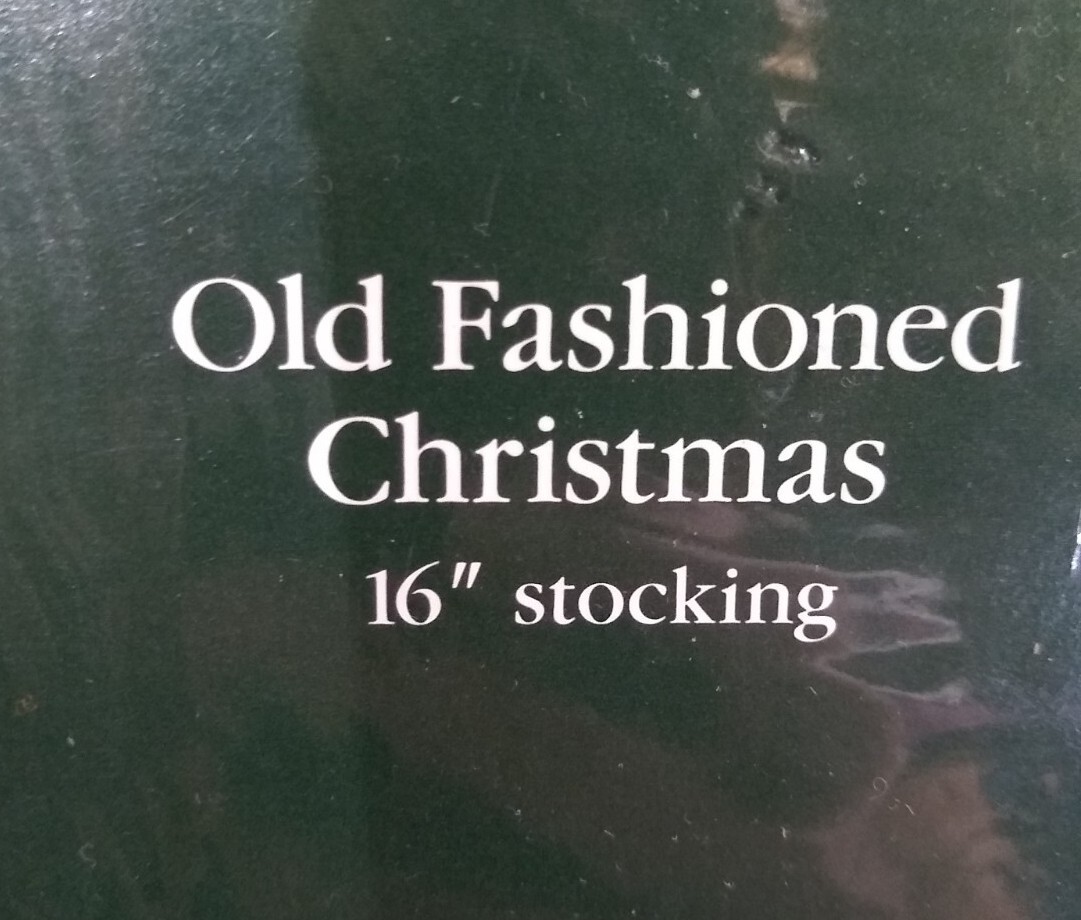 Old Fashioned
Christmas
16" stocking